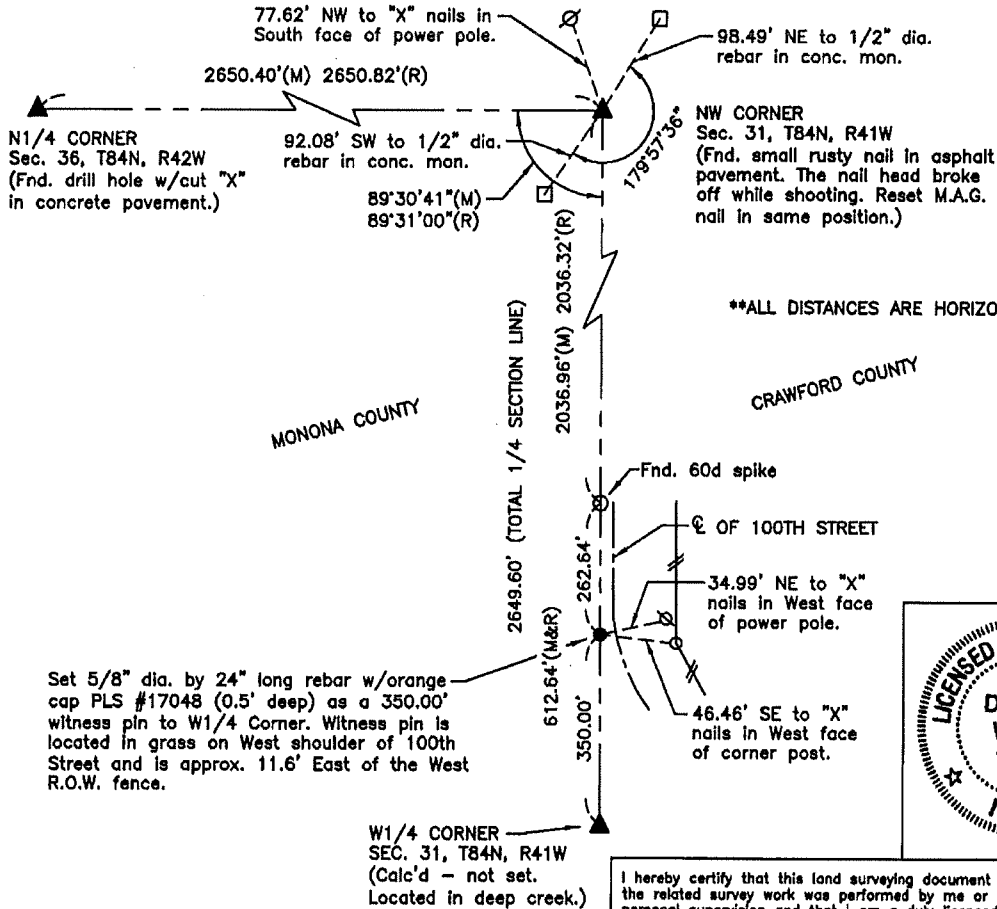 77.62' NW to "X" nails in
South face of power pole.
98.49' NE to 1/2" dia.
rebar in conc. mon.
2650.40'(M) 2650.82'(R)
N1/4 CORNER
Sec. 36, T84N, R42W
(Fnd. drill hole w/cut "X"
in concrete pavement.)
92.08' SW to 1/2" dia.
rebar in conc. mon.
89°30'41"(M)
89°31'00"(R)
179°57'36"
NW CORNER
Sec. 31, T84N, R41W
(Fnd. small rusty nail in asphalt
pavement. The nail head broke
off while shooting. Reset M.A.G.
nail in same position.)
2036.96'(M) 2036.32'(R)
2649.60' (TOTAL 1/4 SECTION LINE)
**ALL DISTANCES ARE HORIZO
MONONA COUNTY
CRAWFORD COUNTY
Fnd. 60d spike
℄ OF 100TH STREET
262.64'
34.99' NE to "X"
nails in West face
of power pole.
612.64'(M&R)
350.00'
46.46' SE to "X"
nails in West face
of corner post.
Set 5/8" dia. by 24" long rebar w/orange
cap PLS #17048 (0.5' deep) as a 350.00'
witness pin to W1/4 Corner. Witness pin is
located in grass on West shoulder of 100th
Street and is approx. 11.6' East of the West
R.O.W. fence.
W1/4 CORNER
SEC. 31, T84N, R41W
(Calc'd – not set.
Located in deep creek.)
LICENSED
I hereby certify that this land surveying document
the related survey work was performed by me or